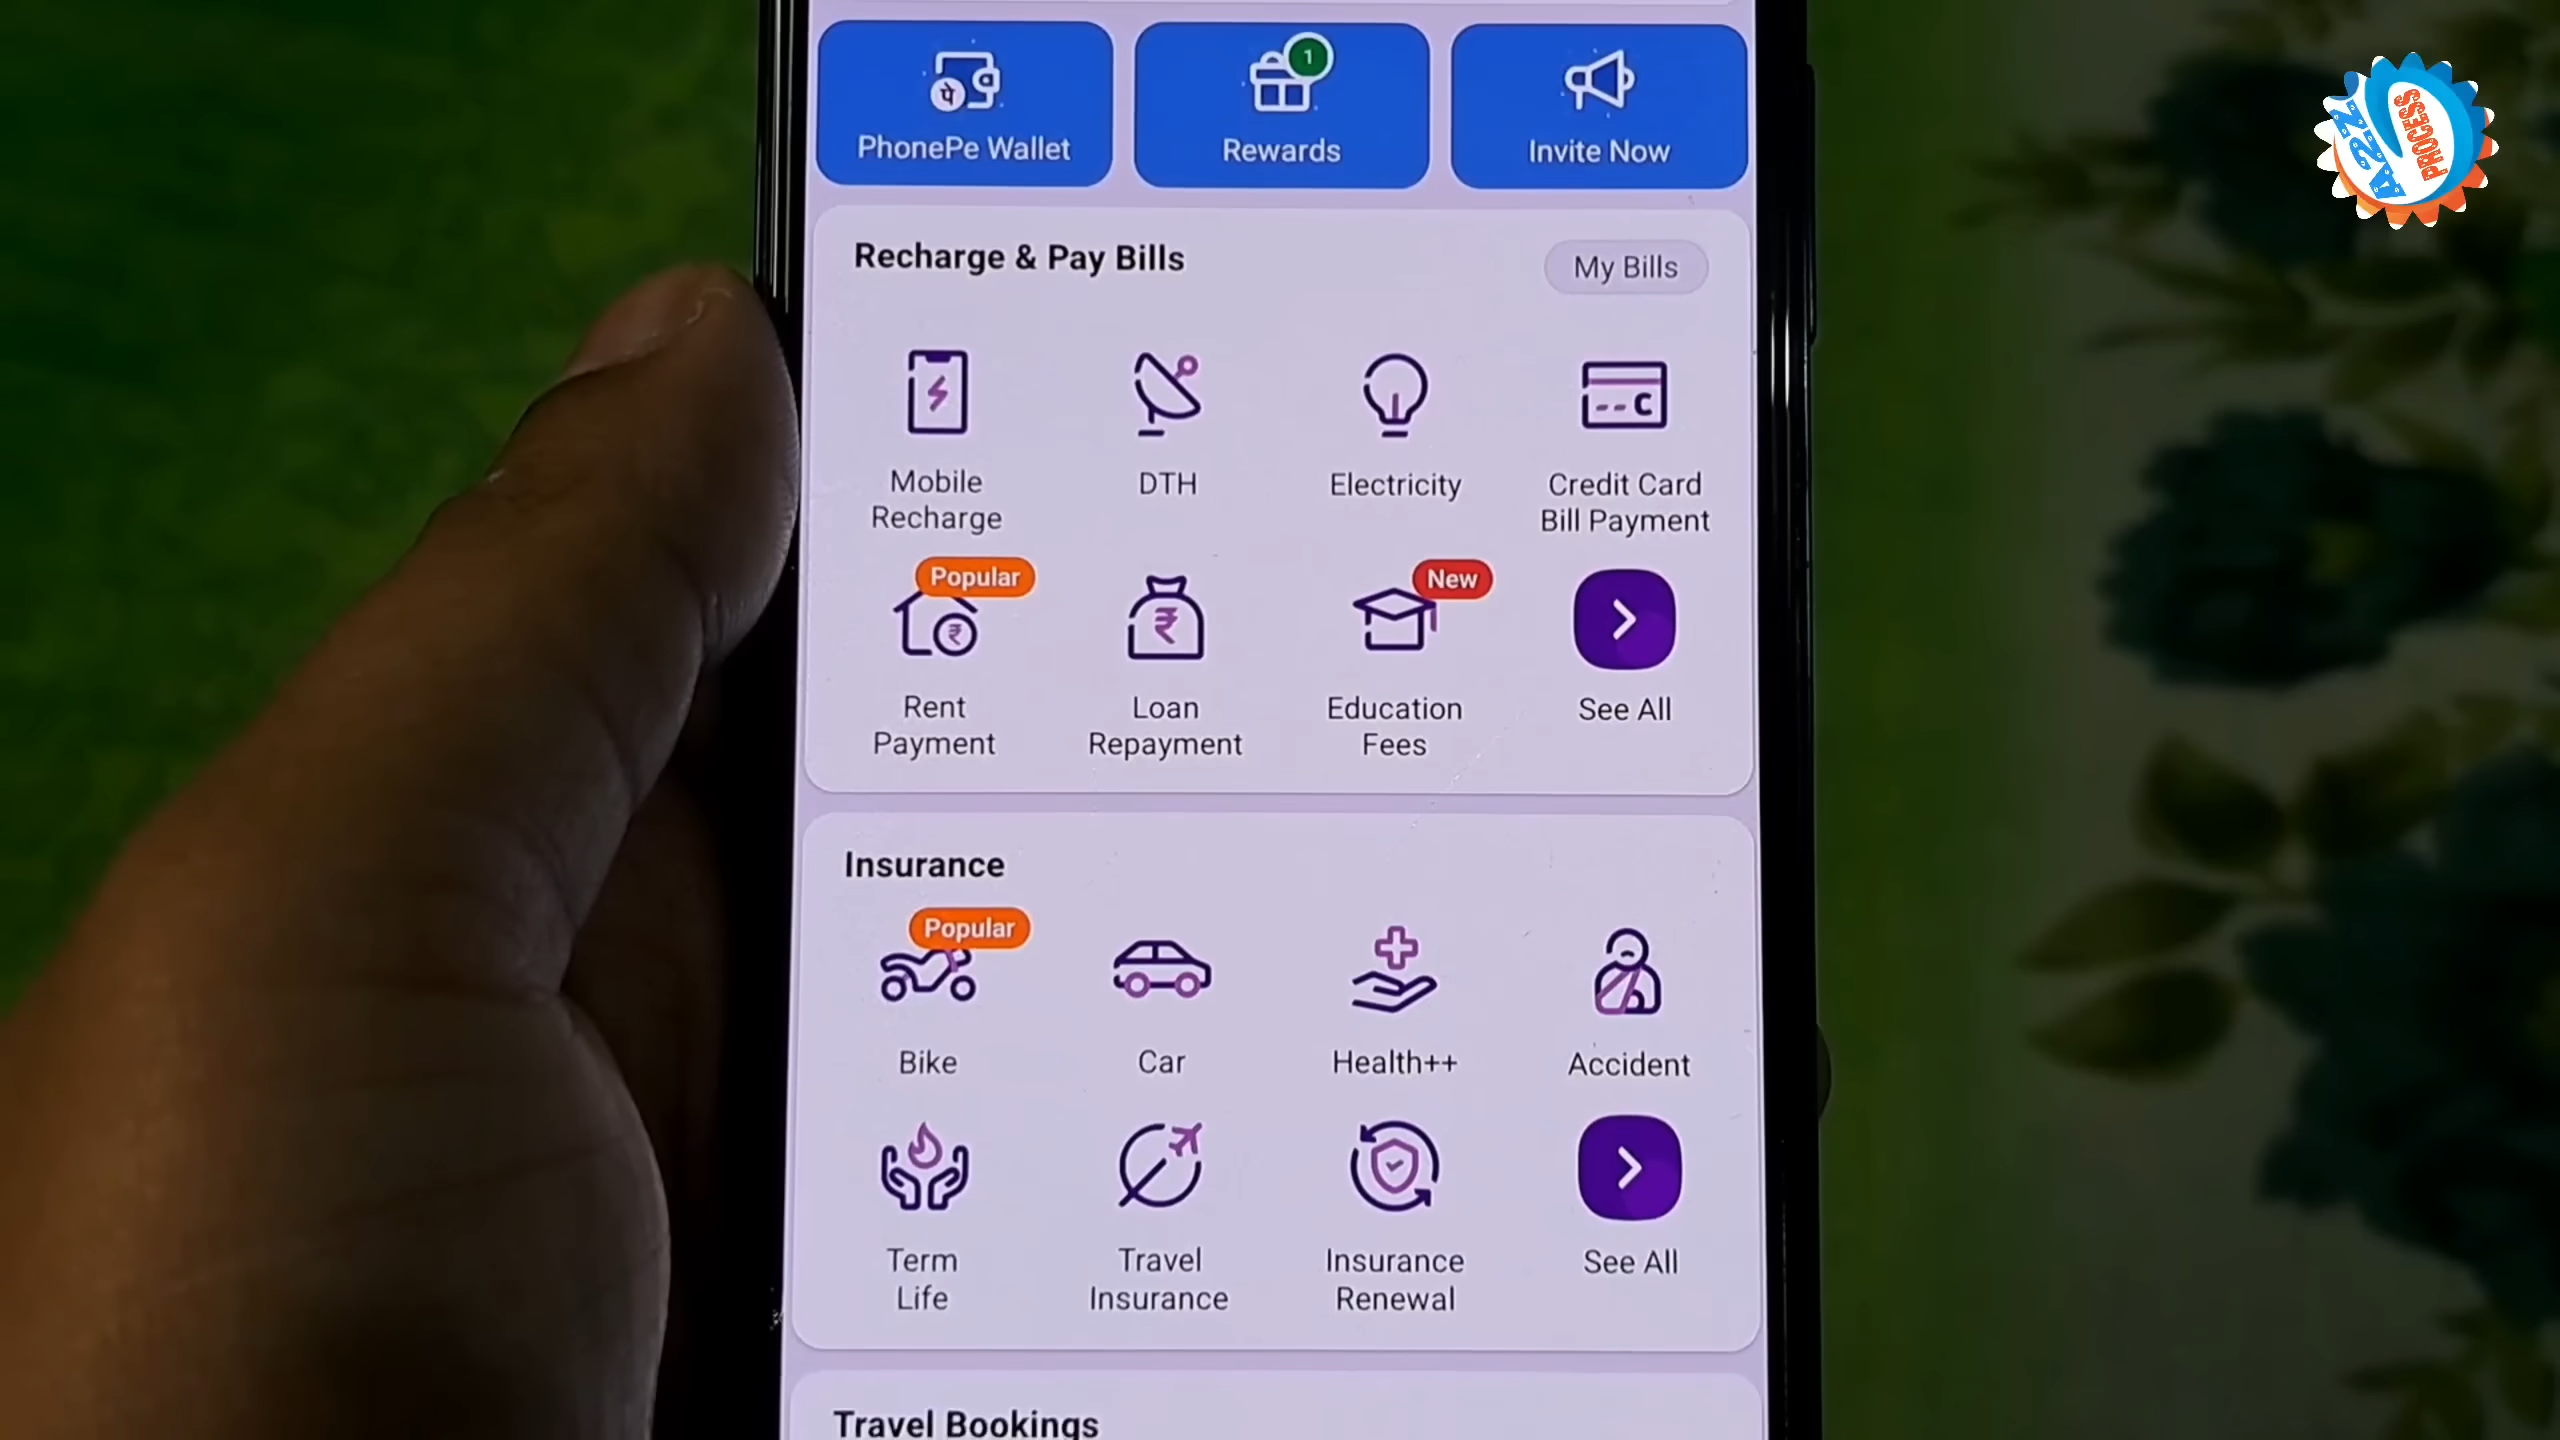 पे
1
PhonePe Wallet
Rewards
Invite Now
A2N
PROCESS
Recharge & Pay Bills
My Bills
--C
Mobile
Recharge
DTH
Electricity
Credit Card
Bill Payment
Popular
New
₹
₹
Rent
Payment
Loan
Repayment
Education
Fees
See All
Insurance
Popular
Bike
Car
Health++
Accident
Term
Life
Travel
Insurance
Insurance
Renewal
See All
Travel Bookings